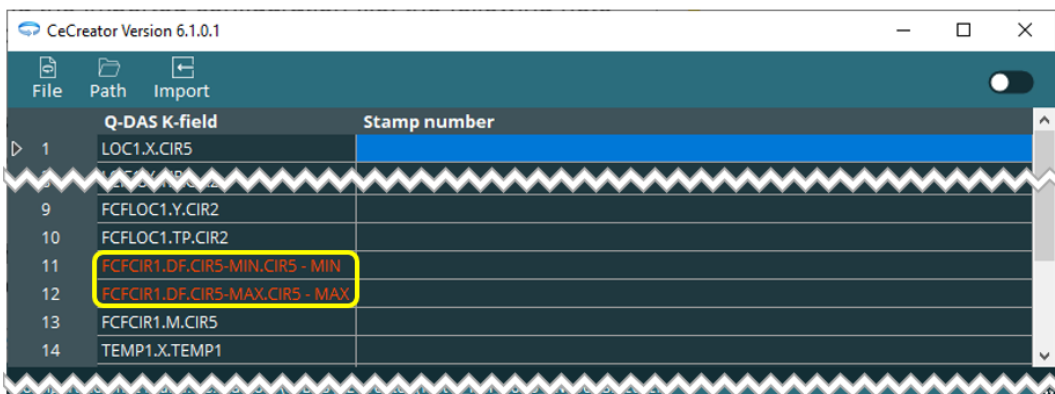 CeCreator Version 6.1.0.1
File Path Import
Q-DAS K-field Stamp number
1 LOC1.X.CIR5
9 FCFLOC1.Y.CIR2
10 FCFLOC1.TP.CIR2
11 FCFCIR1.DF.CIR5-MIN.CIR5 - MIN
12 FCFCIR1.DF.CIR5-MAX.CIR5 - MAX
13 FCFCIR1.M.CIR5
14 TEMP1.X.TEMP1